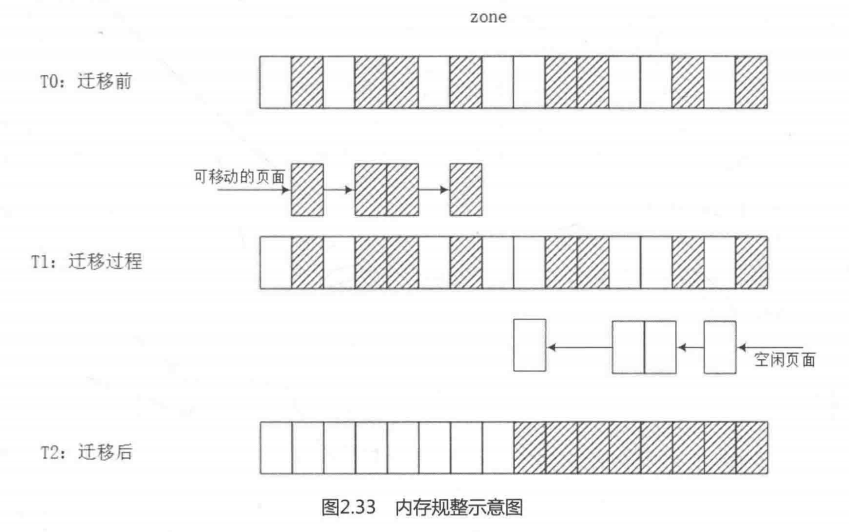 zone
T0: 迁移前
可移动的页面
T1: 迁移过程
空闲页面
T2: 迁移后
图2.33 内存规整示意图